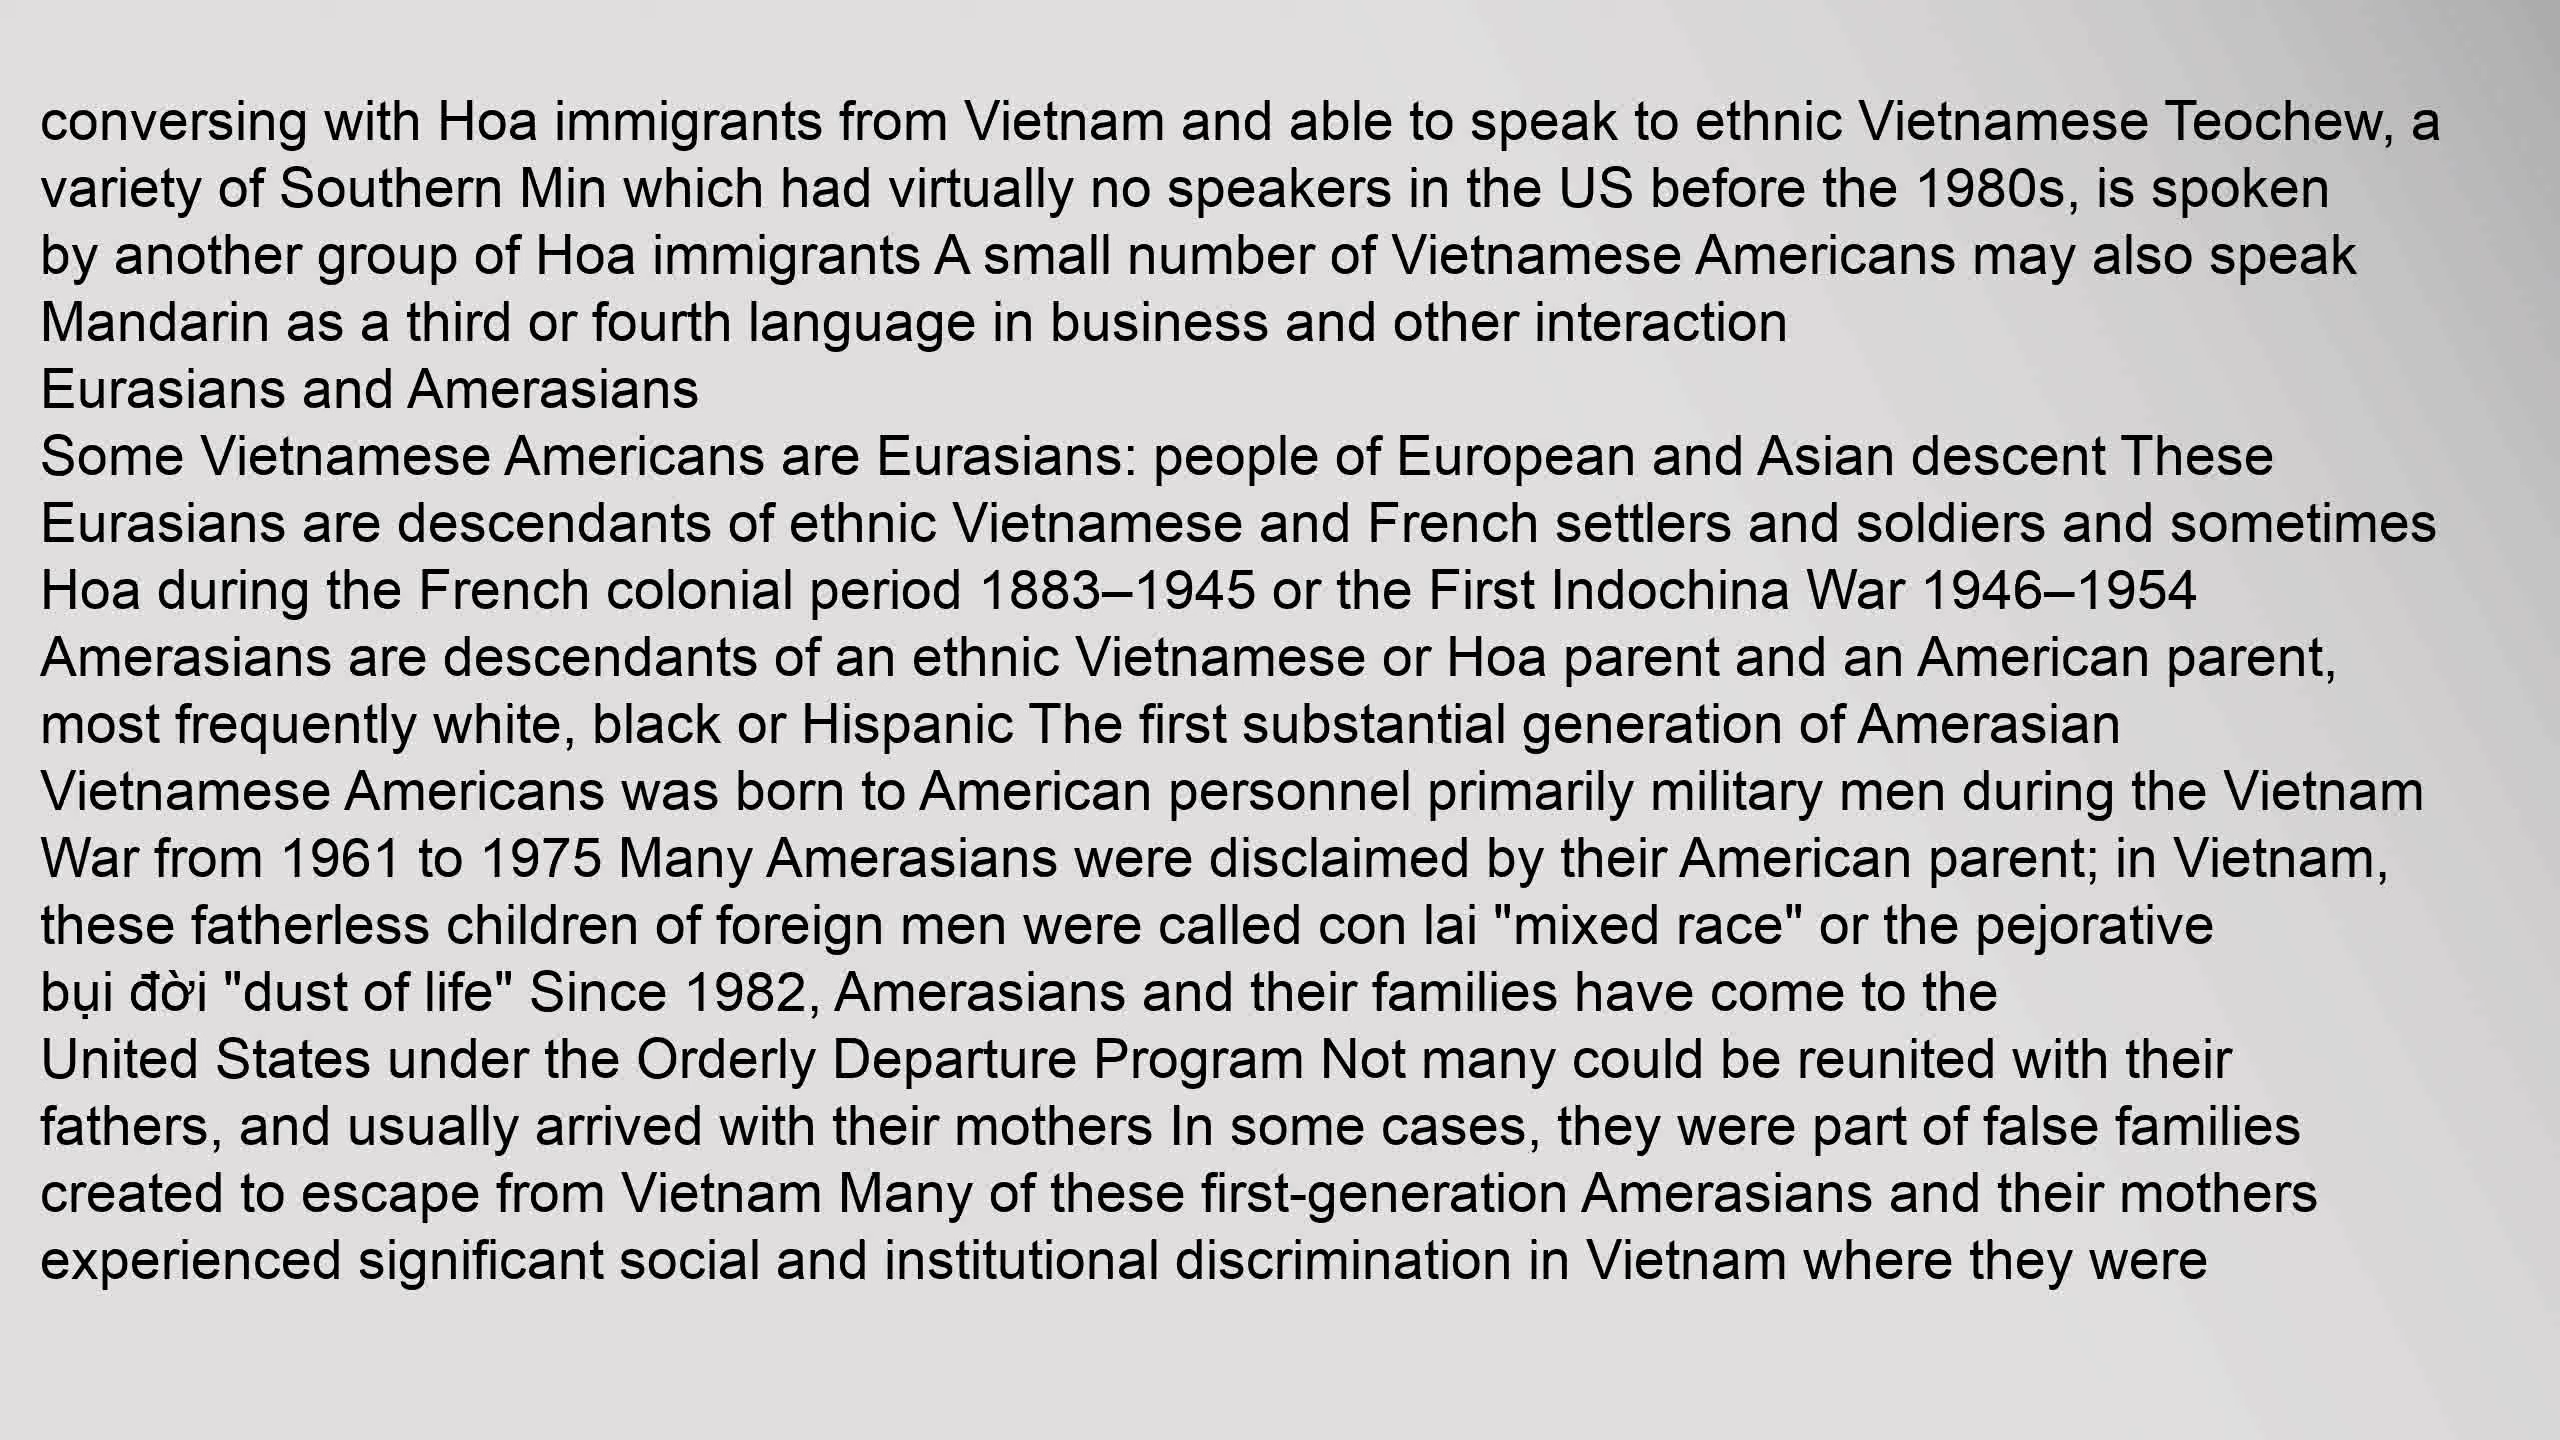 conversing with Hoa immigrants from Vietnam and able to speak to ethnic Vietnamese Teochew, a
variety of Southern Min which had virtually no speakers in the US before the 1980s, is spoken
by another group of Hoa immigrants A small number of Vietnamese Americans may also speak
Mandarin as a third or fourth language in business and other interaction
Eurasians and Amerasians
Some Vietnamese Americans are Eurasians: people of European and Asian descent These
Eurasians are descendants of ethnic Vietnamese and French settlers and soldiers and sometimes
Hoa during the French colonial period 1883–1945 or the First Indochina War 1946–1954
Amerasians are descendants of an ethnic Vietnamese or Hoa parent and an American parent,
most frequently white, black or Hispanic The first substantial generation of Amerasian
Vietnamese Americans was born to American personnel primarily military men during the Vietnam
War from 1961 to 1975 Many Amerasians were disclaimed by their American parent; in Vietnam,
these fatherless children of foreign men were called con lai "mixed race" or the pejorative
bụi đời "dust of life" Since 1982, Amerasians and their families have come to the
United States under the Orderly Departure Program Not many could be reunited with their
fathers, and usually arrived with their mothers In some cases, they were part of false families
created to escape from Vietnam Many of these first-generation Amerasians and their mothers
experienced significant social and institutional discrimination in Vietnam where they were